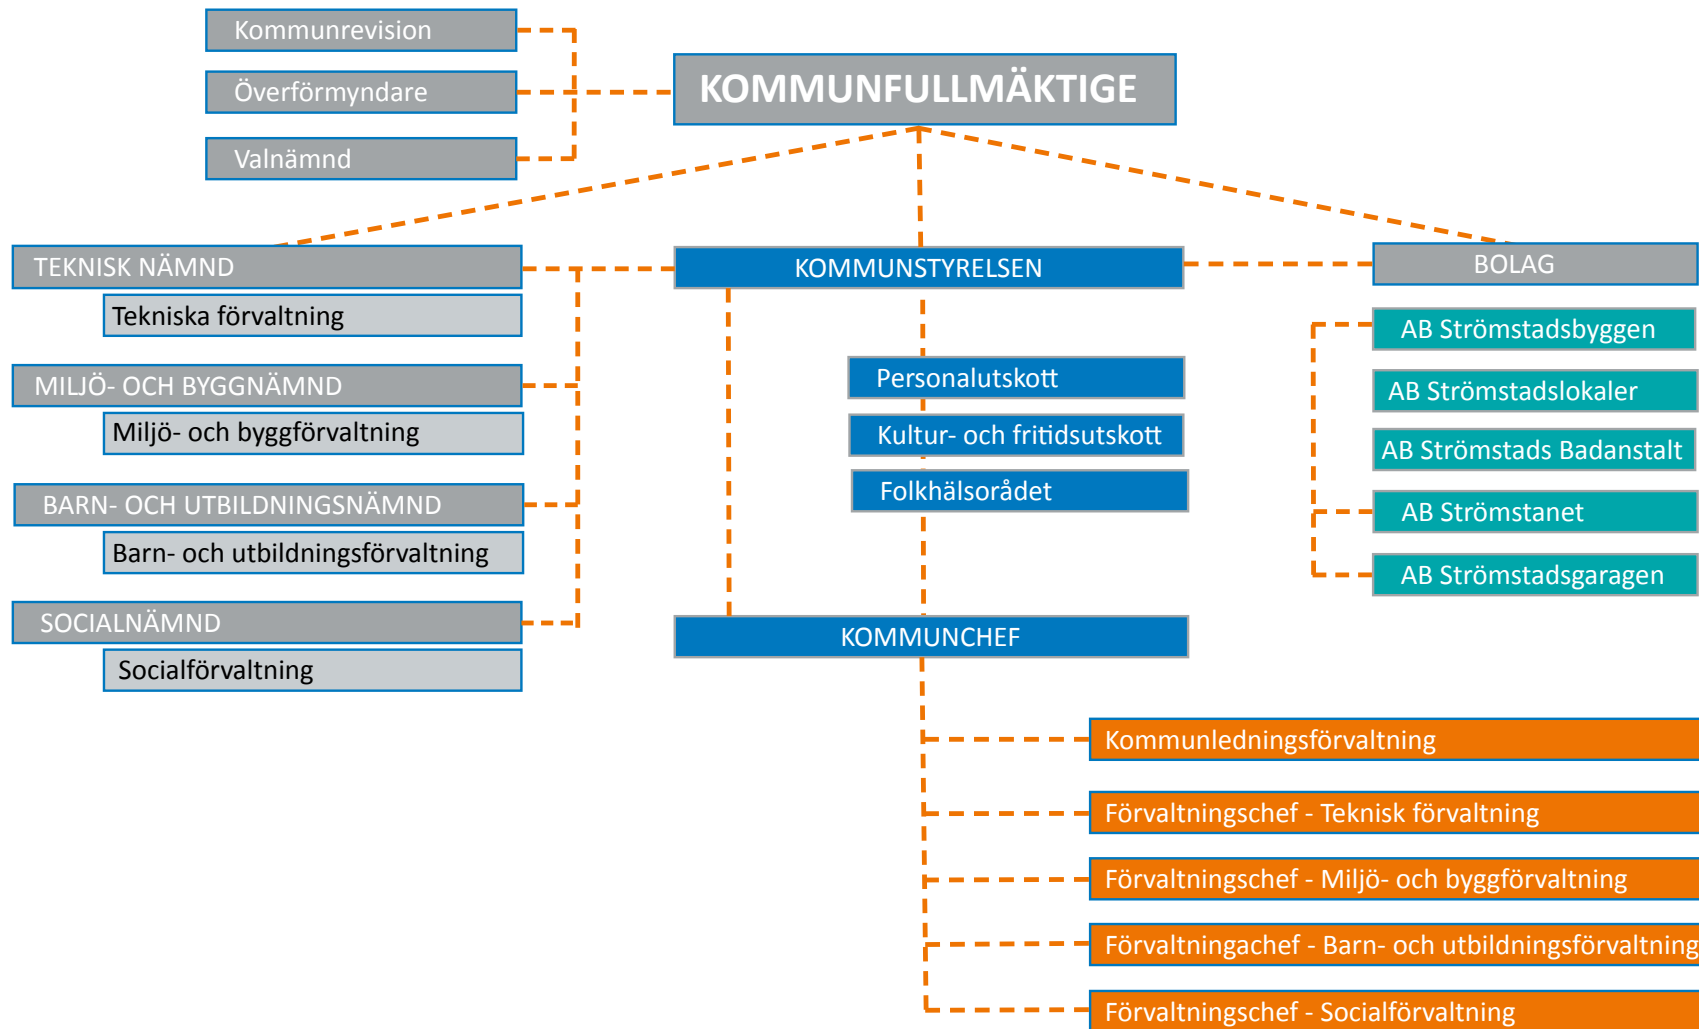 Kommunrevision
Överförmyndare
Valnämnd
KOMMUNFULLMÄKTIGE
TEKNISK NÄMND
Tekniska förvaltning
MILJÖ- OCH BYGGNÄMND
Miljö- och byggförvaltning
BARN- OCH UTBILDNINGSNÄMND
Barn- och utbildningsförvaltning
SOCIALNÄMND
Socialförvaltning
KOMMUNSTYRELSEN
Personalutskott
Kultur- och fritidsutskott
Folkhälsorådet
KOMMUNCHEF
BOLAG
AB Strömstadsbyggen
AB Strömstadslokaler
AB Strömstads Badanstalt
AB Strömstanet
AB Strömstadsgaragen
Kommunledningsförvaltning
Förvaltningschef - Teknisk förvaltning
Förvaltningschef - Miljö- och byggförvaltning
Förvaltningachef - Barn- och utbildningsförvaltning
Förvaltningschef - Socialförvaltning